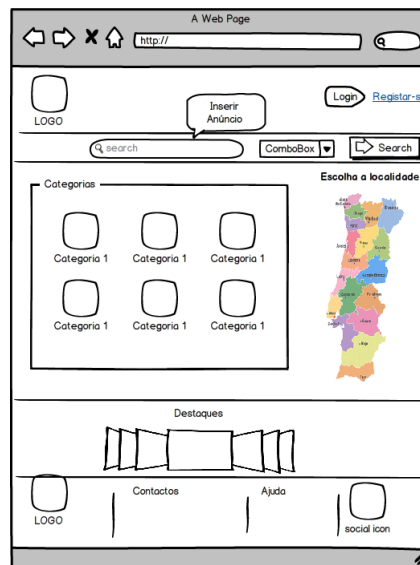 A Web Page
http://
LOGO
Inserir
Anúncio
Login
Registar-s
search
ComboBox
Search
Categorias
Escolha a localidade
Categoria 1
Categoria 1
Categoria 1
Categoria 1
Categoria 1
Categoria 1
Destaques
LOGO
Contactos
Ajuda
social icon